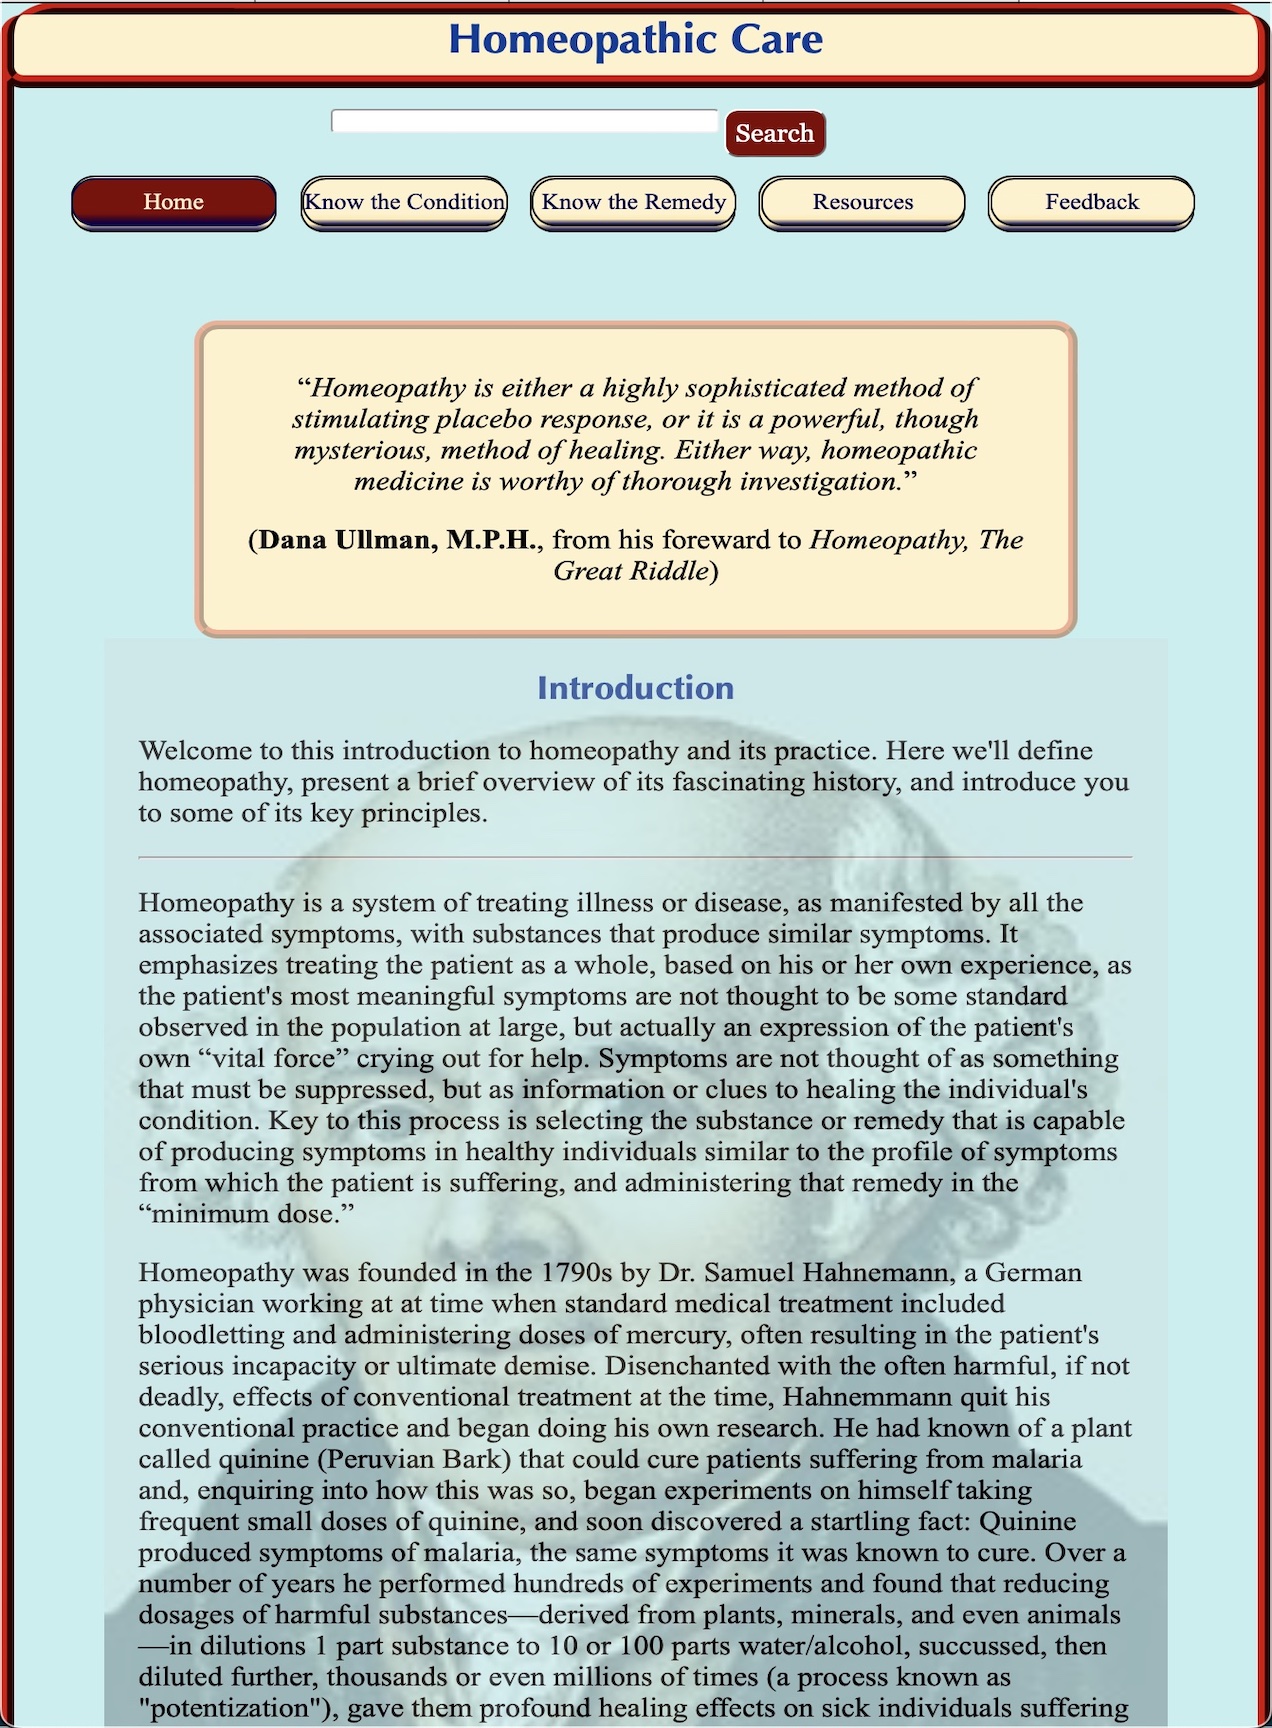 Homeopathic Care
Search
Home
Know the Condition
Know the Remedy
Resources
Feedback
“Homeopathy is either a highly sophisticated method of
stimulating placebo response, or it is a powerful, though
mysterious, method of healing. Either way, homeopathic
medicine is worthy of thorough investigation.”
(Dana Ullman, M.P.H., from his foreward to Homeopathy, The
Great Riddle)
Introduction
Welcome to this introduction to homeopathy and its practice. Here we'll define
homeopathy, present a brief overview of its fascinating history, and introduce you
to some of its key principles.
Homeopathy is a system of treating illness or disease, as manifested by all the
associated symptoms, with substances that produce similar symptoms. It
emphasizes treating the patient as a whole, based on his or her own experience, as
the patient's most meaningful symptoms are not thought to be some standard
observed in the population at large, but actually an expression of the patient's
own “vital force” crying out for help. Symptoms are not thought of as something
that must be suppressed, but as information or clues to healing the individual's
condition. Key to this process is selecting the substance or remedy that is capable
of producing symptoms in healthy individuals similar to the profile of symptoms
from which the patient is suffering, and administering that remedy in the
“minimum dose.”
Homeopathy was founded in the 1790s by Dr. Samuel Hahnemann, a German
physician working at at time when standard medical treatment included
bloodletting and administering doses of mercury, often resulting in the patient's
serious incapacity or ultimate demise. Disenchanted with the often harmful, if not
deadly, effects of conventional treatment at the time, Hahnemmann quit his
conventional practice and began doing his own research. He had known of a plant
called quinine (Peruvian Bark) that could cure patients suffering from malaria
and, enquiring into how this was so, began experiments on himself taking
frequent small doses of quinine, and soon discovered a startling fact: Quinine
produced symptoms of malaria, the same symptoms it was known to cure. Over a
number of years he performed hundreds of experiments and found that reducing
dosages of harmful substances—derived from plants, minerals, and even animals
—in dilutions 1 part substance to 10 or 100 parts water/alcohol, succussed, then
diluted further, thousands or even millions of times (a process known as
"potentization"), gave them profound healing effects on sick individuals suffering